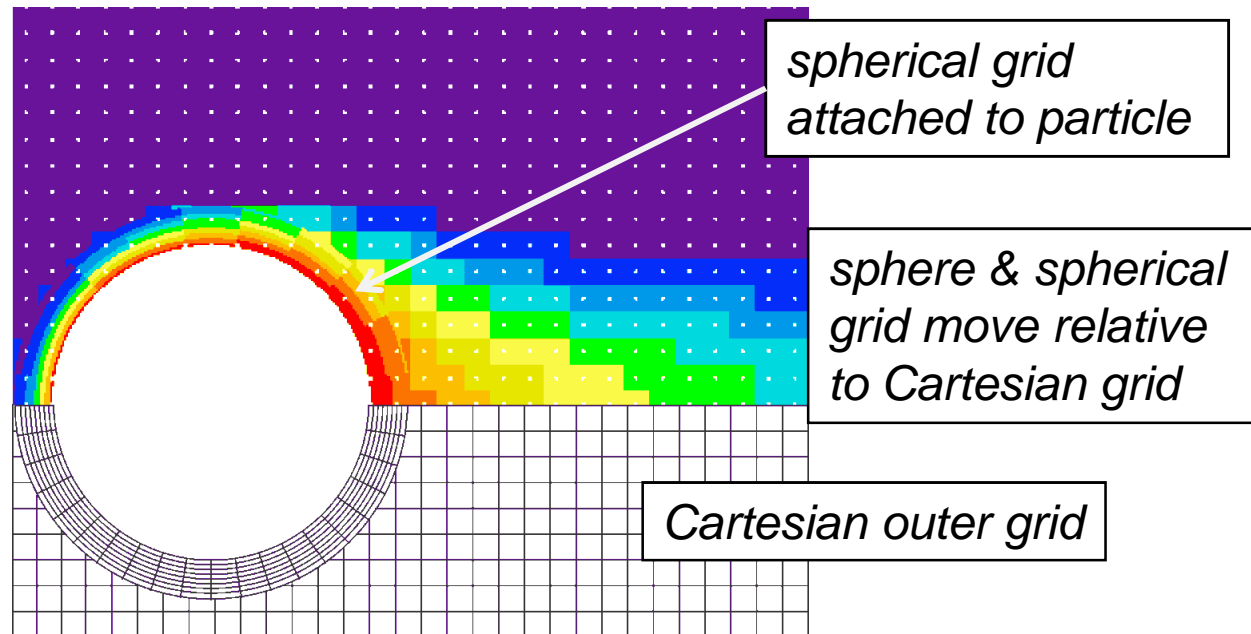 spherical grid
attached to particle
sphere & spherical
grid move relative
to Cartesian grid
Cartesian outer grid